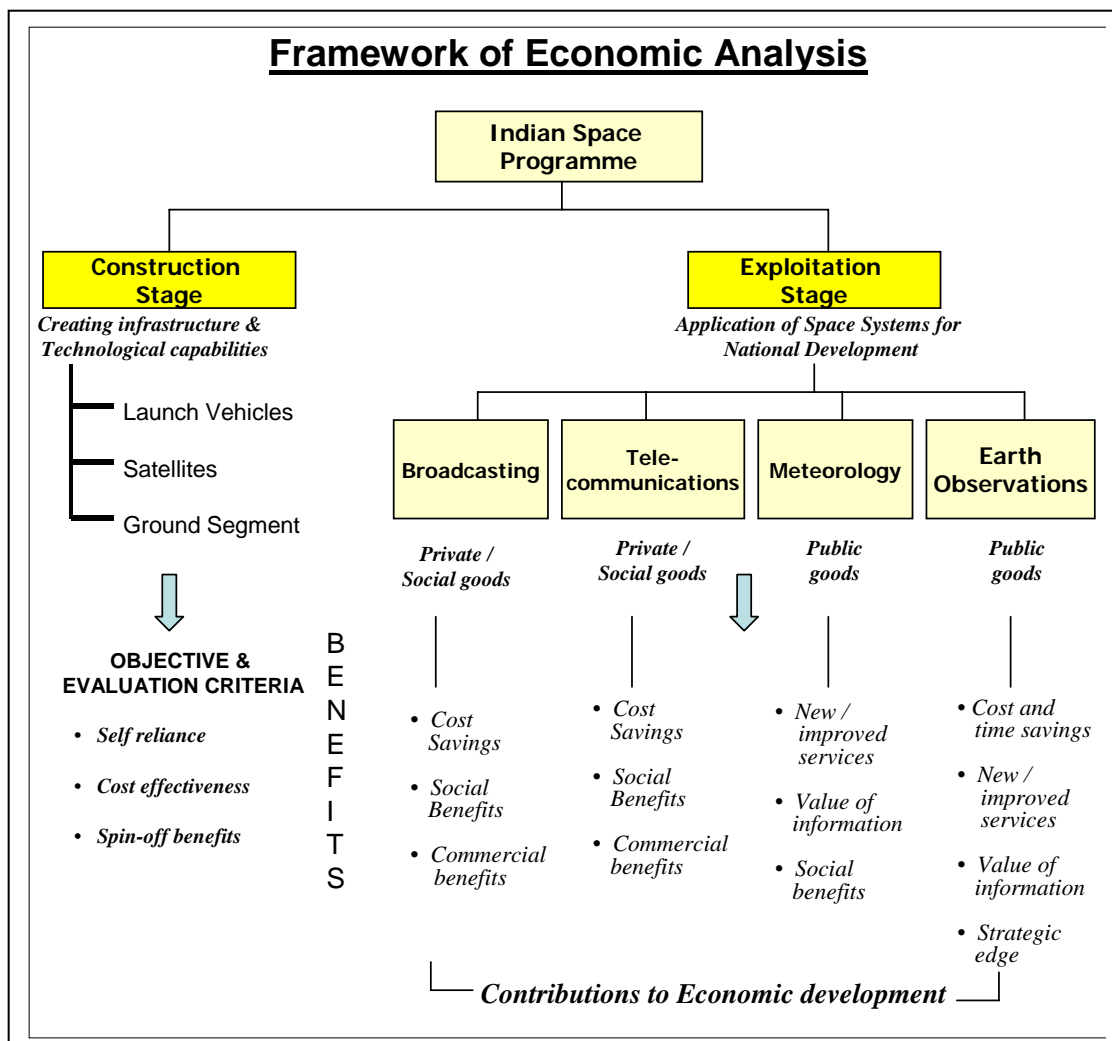 Framework of Economic Analysis
Indian Space
Programme
Construction
Stage
Creating infrastructure &
Technological capabilities
Launch Vehicles
Satellites
Ground Segment
OBJECTIVE &
EVALUATION CRITERIA
• Self reliance
• Cost effectiveness
• Spin-off benefits
Exploitation
Stage
Application of Space Systems for
National Development
BENEFITS
Broadcasting
Private /
Social goods
• Cost
Savings
• Social
Benefits
• Commercial
benefits
Tele-
communications
Private /
Social goods
• Cost
Savings
• Social
Benefits
• Commercial
benefits
Meteorology
Public
goods
• New /
improved
services
• Value of
information
• Social
benefits
Earth
Observations
Public
goods
• Cost and
time savings
• New /
improved
services
• Value of
information
• Strategic
edge
Contributions to Economic development